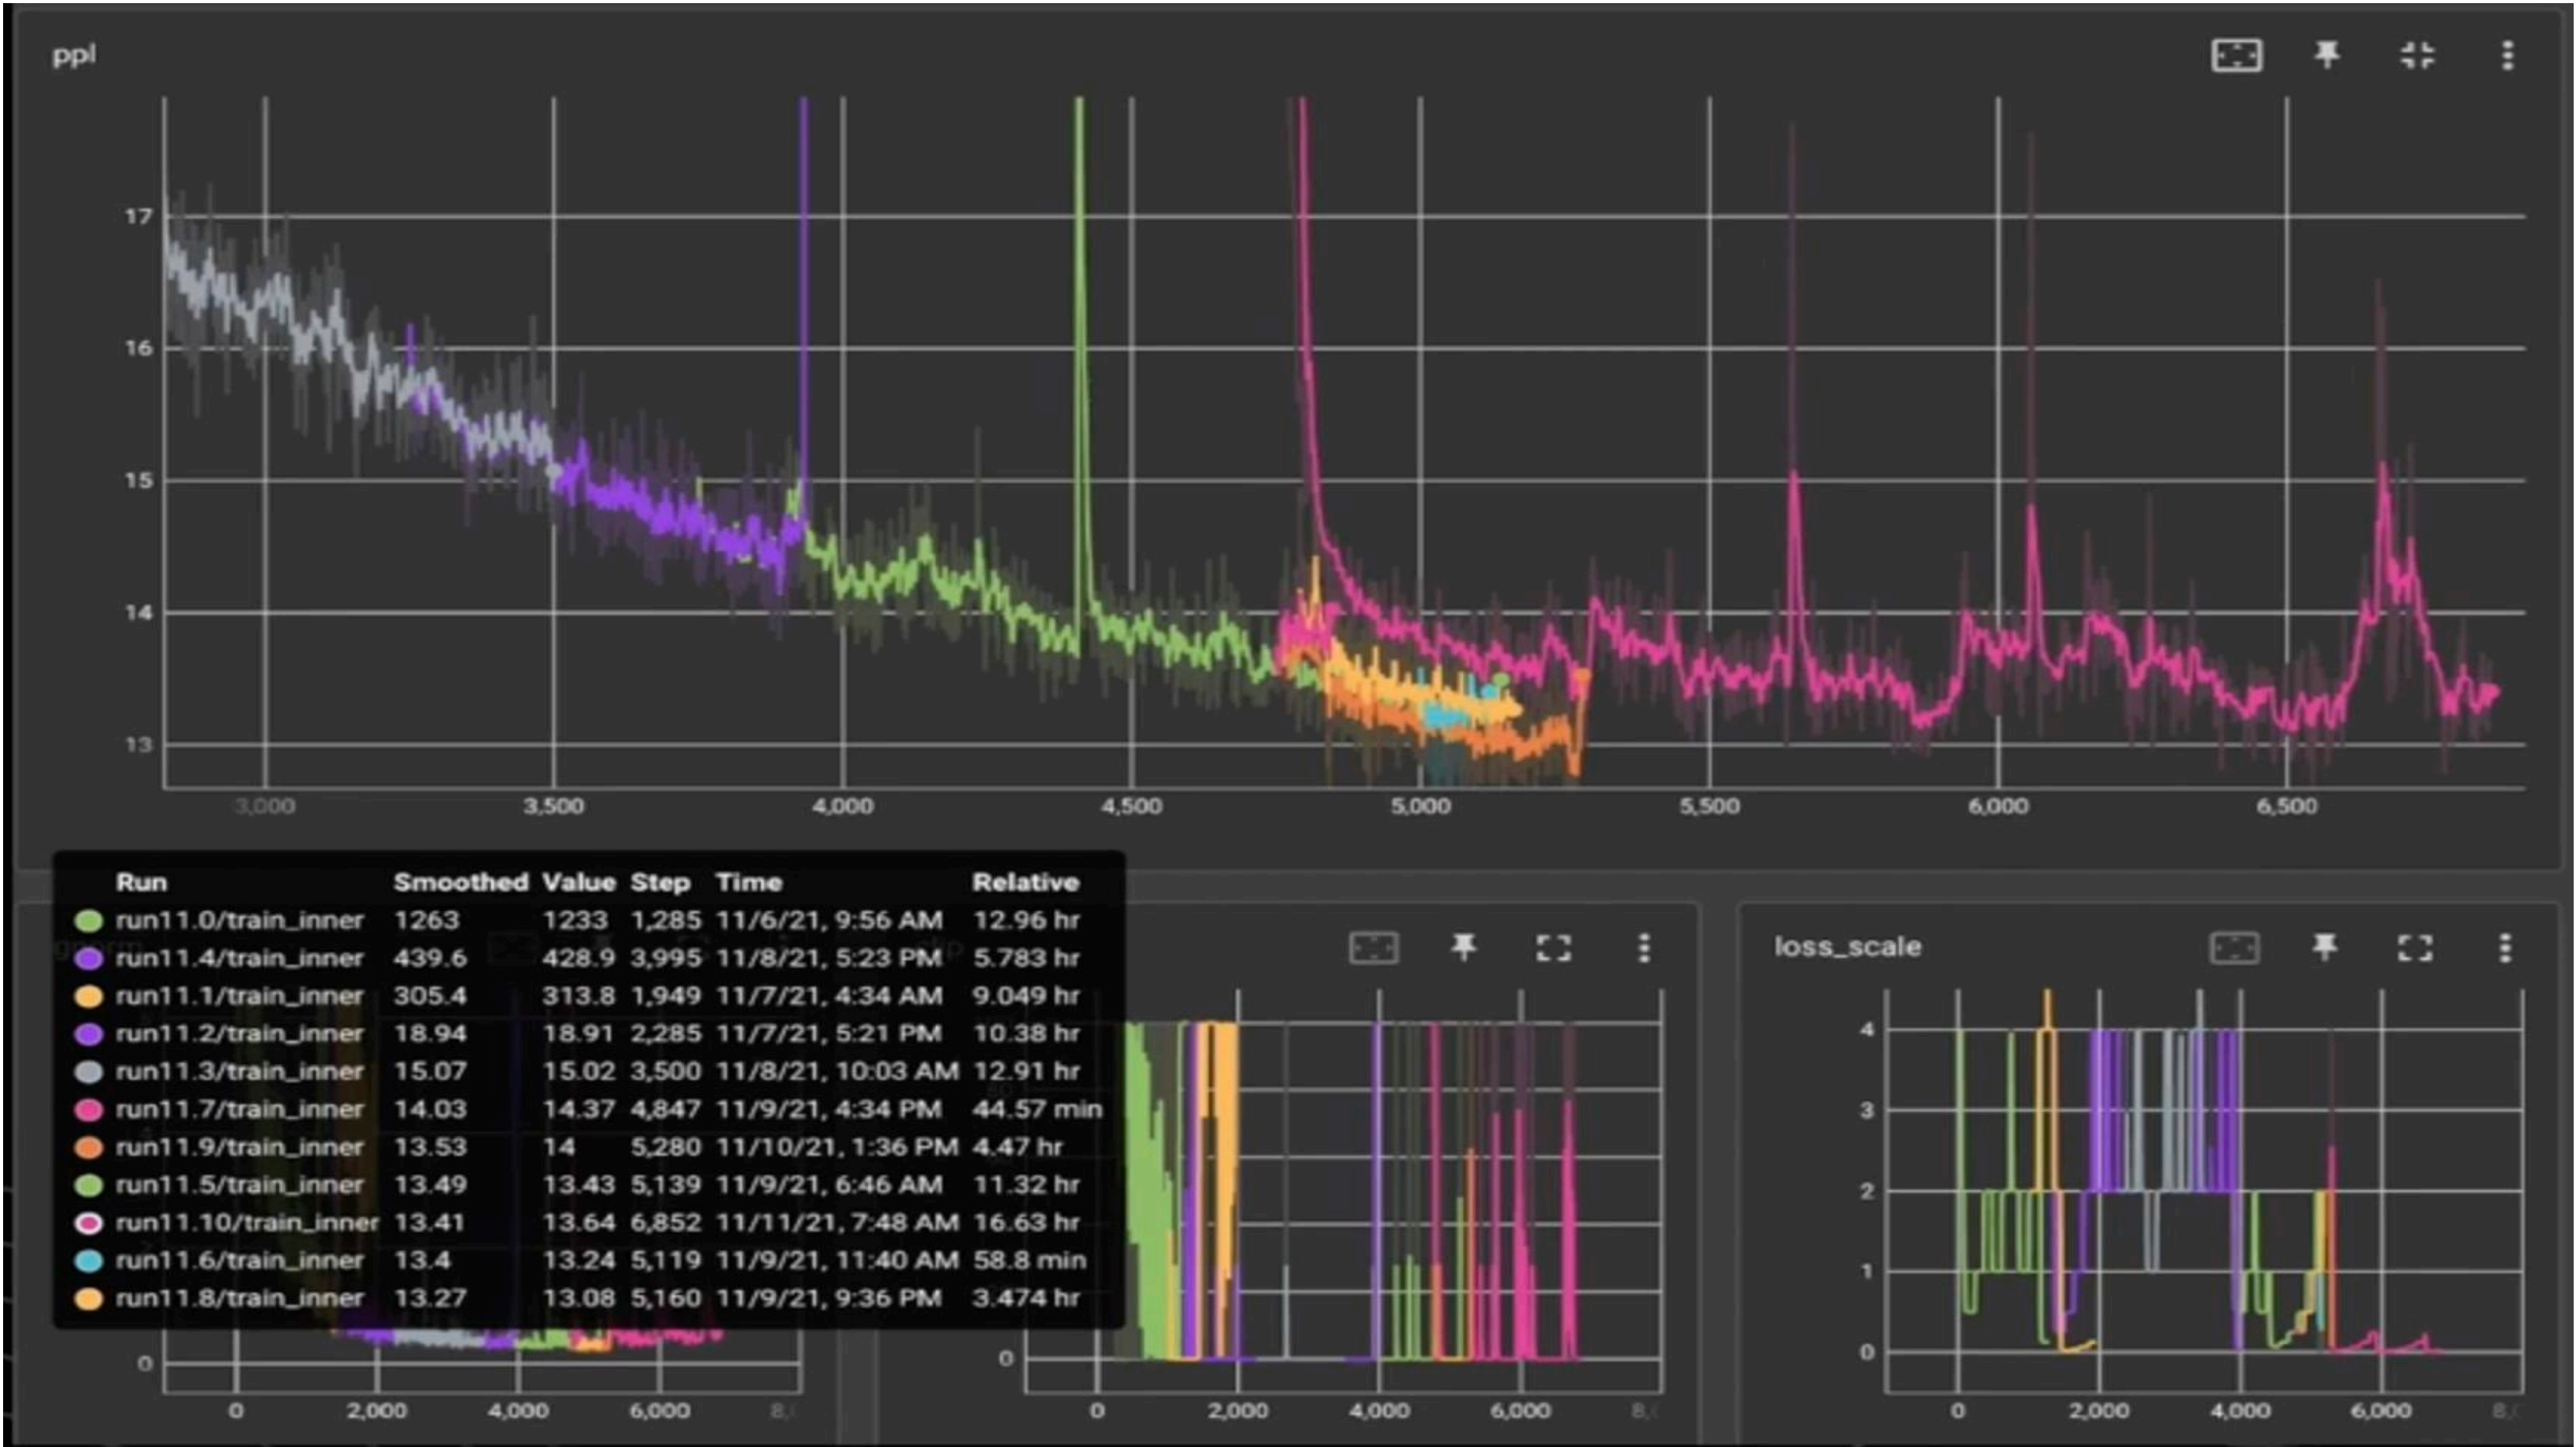 ppl
17
16
15
14
13
3,000 3,500 4,000 4,500 5,000 5,500 6,000 6,500
Run Smoothed Value Step Time Relative
run11.0/train_inner 1263 1233 1,285 11/6/21, 9:56 AM 12.96 hr
run11.4/train_inner 439.6 428.9 3,995 11/8/21, 5:23 PM 5.783 hr
run11.1/train_inner 305.4 313.8 1,949 11/7/21, 4:34 AM 9.049 hr
run11.2/train_inner 18.94 18.91 2,285 11/7/21, 5:21 PM 10.38 hr
run11.3/train_inner 15.07 15.02 3,500 11/8/21, 10:03 AM 12.91 hr
run11.7/train_inner 14.03 14.37 4,847 11/9/21, 4:34 PM 44.57 min
run11.9/train_inner 13.53 14 5,280 11/10/21, 1:36 PM 4.47 hr
run11.5/train_inner 13.49 13.43 5,139 11/9/21, 6:46 AM 11.32 hr
run11.10/train_inner 13.41 13.64 6,852 11/11/21, 7:48 AM 16.63 hr
run11.6/train_inner 13.4 13.24 5,119 11/9/21, 11:40 AM 58.8 min
run11.8/train_inner 13.27 13.08 5,160 11/9/21, 9:36 PM 3.474 hr
0
0 2,000 4,000 6,000
0
0 2,000 4,000 6,000
loss_scale
4
3
2
1
0
0 2,000 4,000 6,000